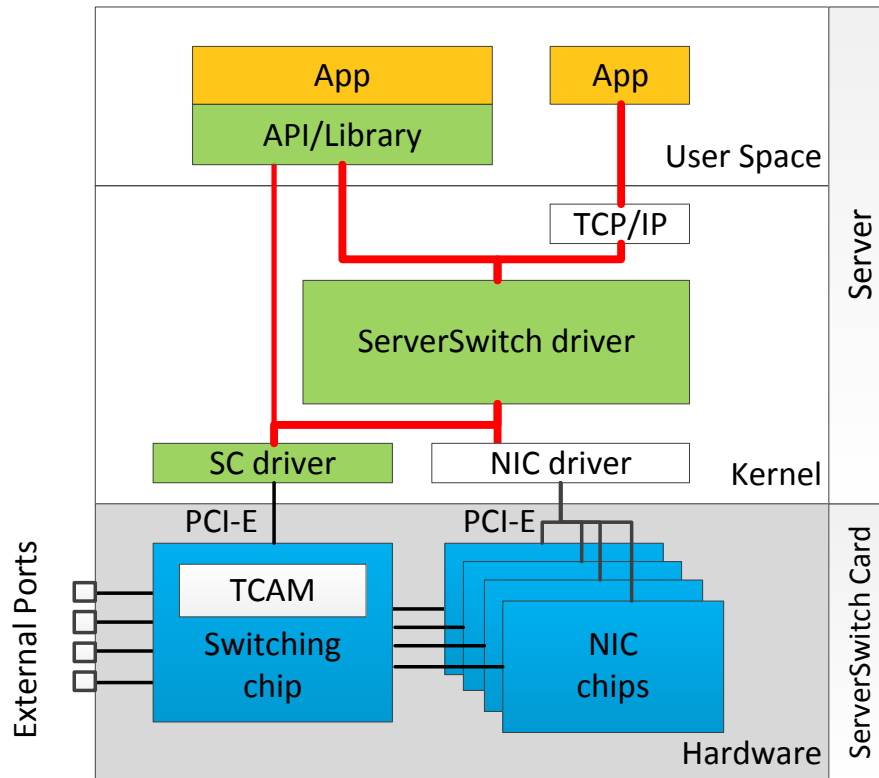 App
App
API/Library
User Space
TCP/IP
Server
ServerSwitch driver
SC driver
NIC driver
Kernel
PCI-E
PCI-E
External Ports
TCAM
Switching
chip
NIC
chips
ServerSwitch Card
Hardware